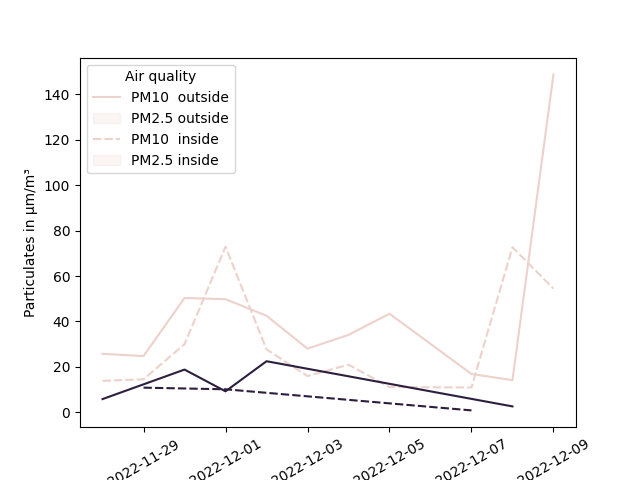 Air quality
PM10  outside
PM2.5 outside
PM10  inside
PM2.5 inside
140
120
100
80
60
40
20
0
Particulates in µm/m³
2022-11-29
2022-12-01
2022-12-03
2022-12-05
2022-12-07
2022-12-09